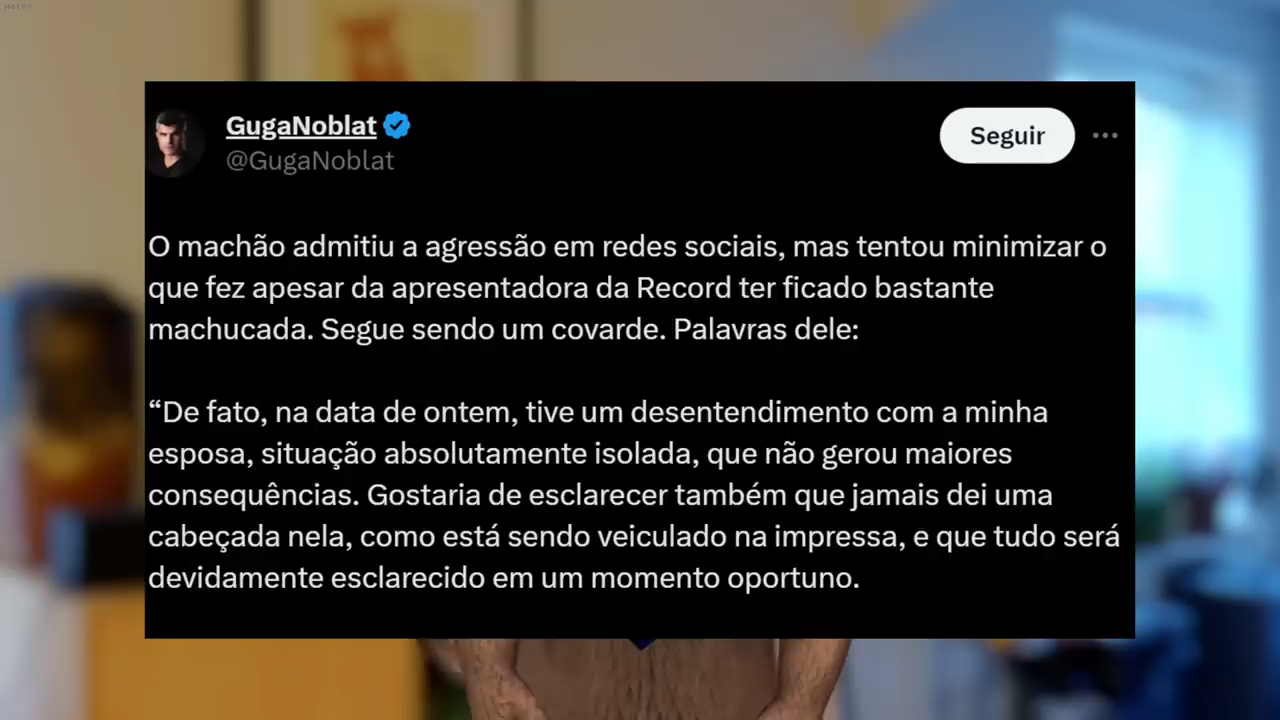 GugaNoblat
@GugaNoblat
Seguir
O machão admitiu a agressão em redes sociais, mas tentou minimizar o
que fez apesar da apresentadora da Record ter ficado bastante
machucada. Segue sendo um covarde. Palavras dele:
“De fato, na data de ontem, tive um desentendimento com a minha
esposa, situação absolutamente isolada, que não gerou maiores
consequências. Gostaria de esclarecer também que jamais dei uma
cabeçada nela, como está sendo veiculado na impressa, e que tudo será
devidamente esclarecido em um momento oportuno.